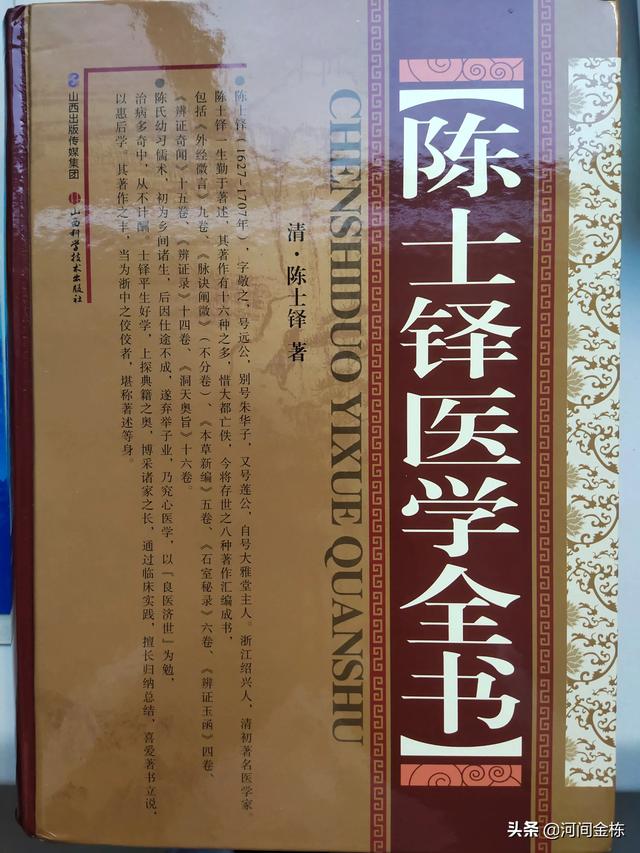 【陈士铎医学全书】
CHENSHIDUO YIXUE QUANSHU
清·陈士铎 著
●陈士铎（1627-1707年），字敬之，号远公，别号朱华子，又号莲公，自号大雅堂主人。浙江绍兴人，清初著名医学家。
陈士铎一生勤于著述，其著作有十六种之多，惜大都亡佚，今将存世之八种著作汇编成书，
包括《外经微言》九卷、《脉诀阐微》（不分卷）、《本草新编》五卷、《石室秘录》六卷、《辨证玉函》四卷、
《辨证奇闻》十五卷、《辨证录》十四卷、《洞天奥旨》十六卷。
●陈氏幼习儒术，初为乡间诸生，后因仕途不成，遂弃举子业，乃究心医学，以「良医济世」为勉，
治病多奇中，从不计酬 士铎平生好学，上探典籍之奥，博采诸家之长，通过临床实践，擅长归纳总结，喜爱著书立说，
以惠后学 其著作之丰，当为浙中之佼佼者，堪称著述等身。
山西出版传媒集团
山西科学技术出版社
头条 @河间金栋